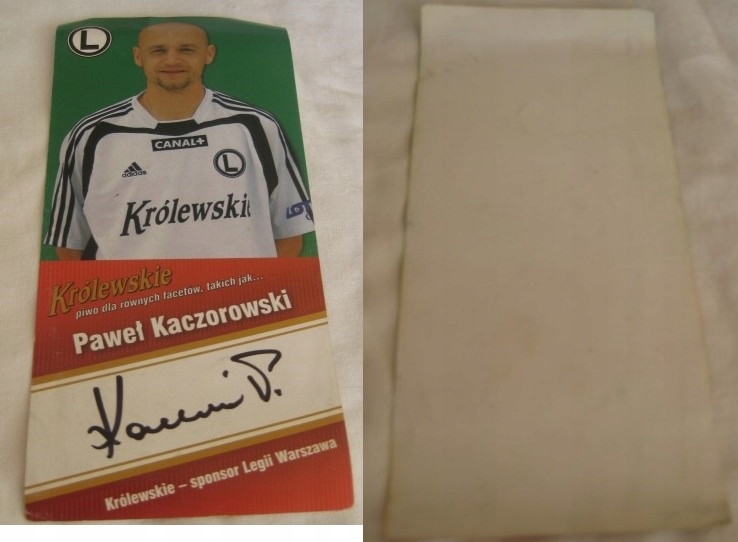 L
CANAL+
adidas
L
Królewskie
Królewskie
piwo dla równych facetów, takich jak...
Paweł Kaczorowski
Królewskie – sponsor Legii Warszawa